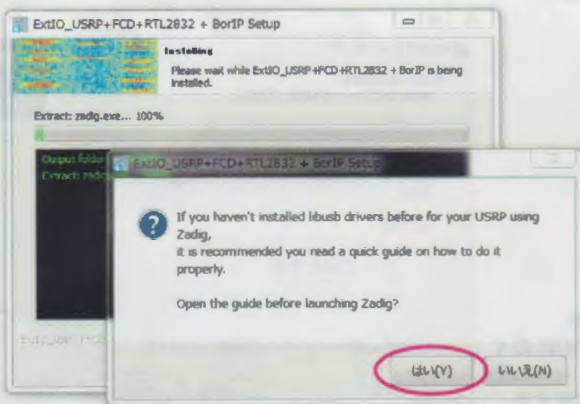 ExtIO_USRP+FCD+RTL2832 + BorIP Setup
Installing
Please wait while ExtIO_USRP+FCD+RTL2832 + BorIP is being
installed.
Extract: zadig.exe... 100%
Output folder
Extract: zadig
ExtIO_USRP+FCD+RTL2832 + BorIP Setup
If you haven't installed libusb drivers before for your USRP using
Zadig,
it is recommended you read a quick guide on how to do it
properly.
Open the guide before launching Zadig?
はい(Y)
いいえ(N)